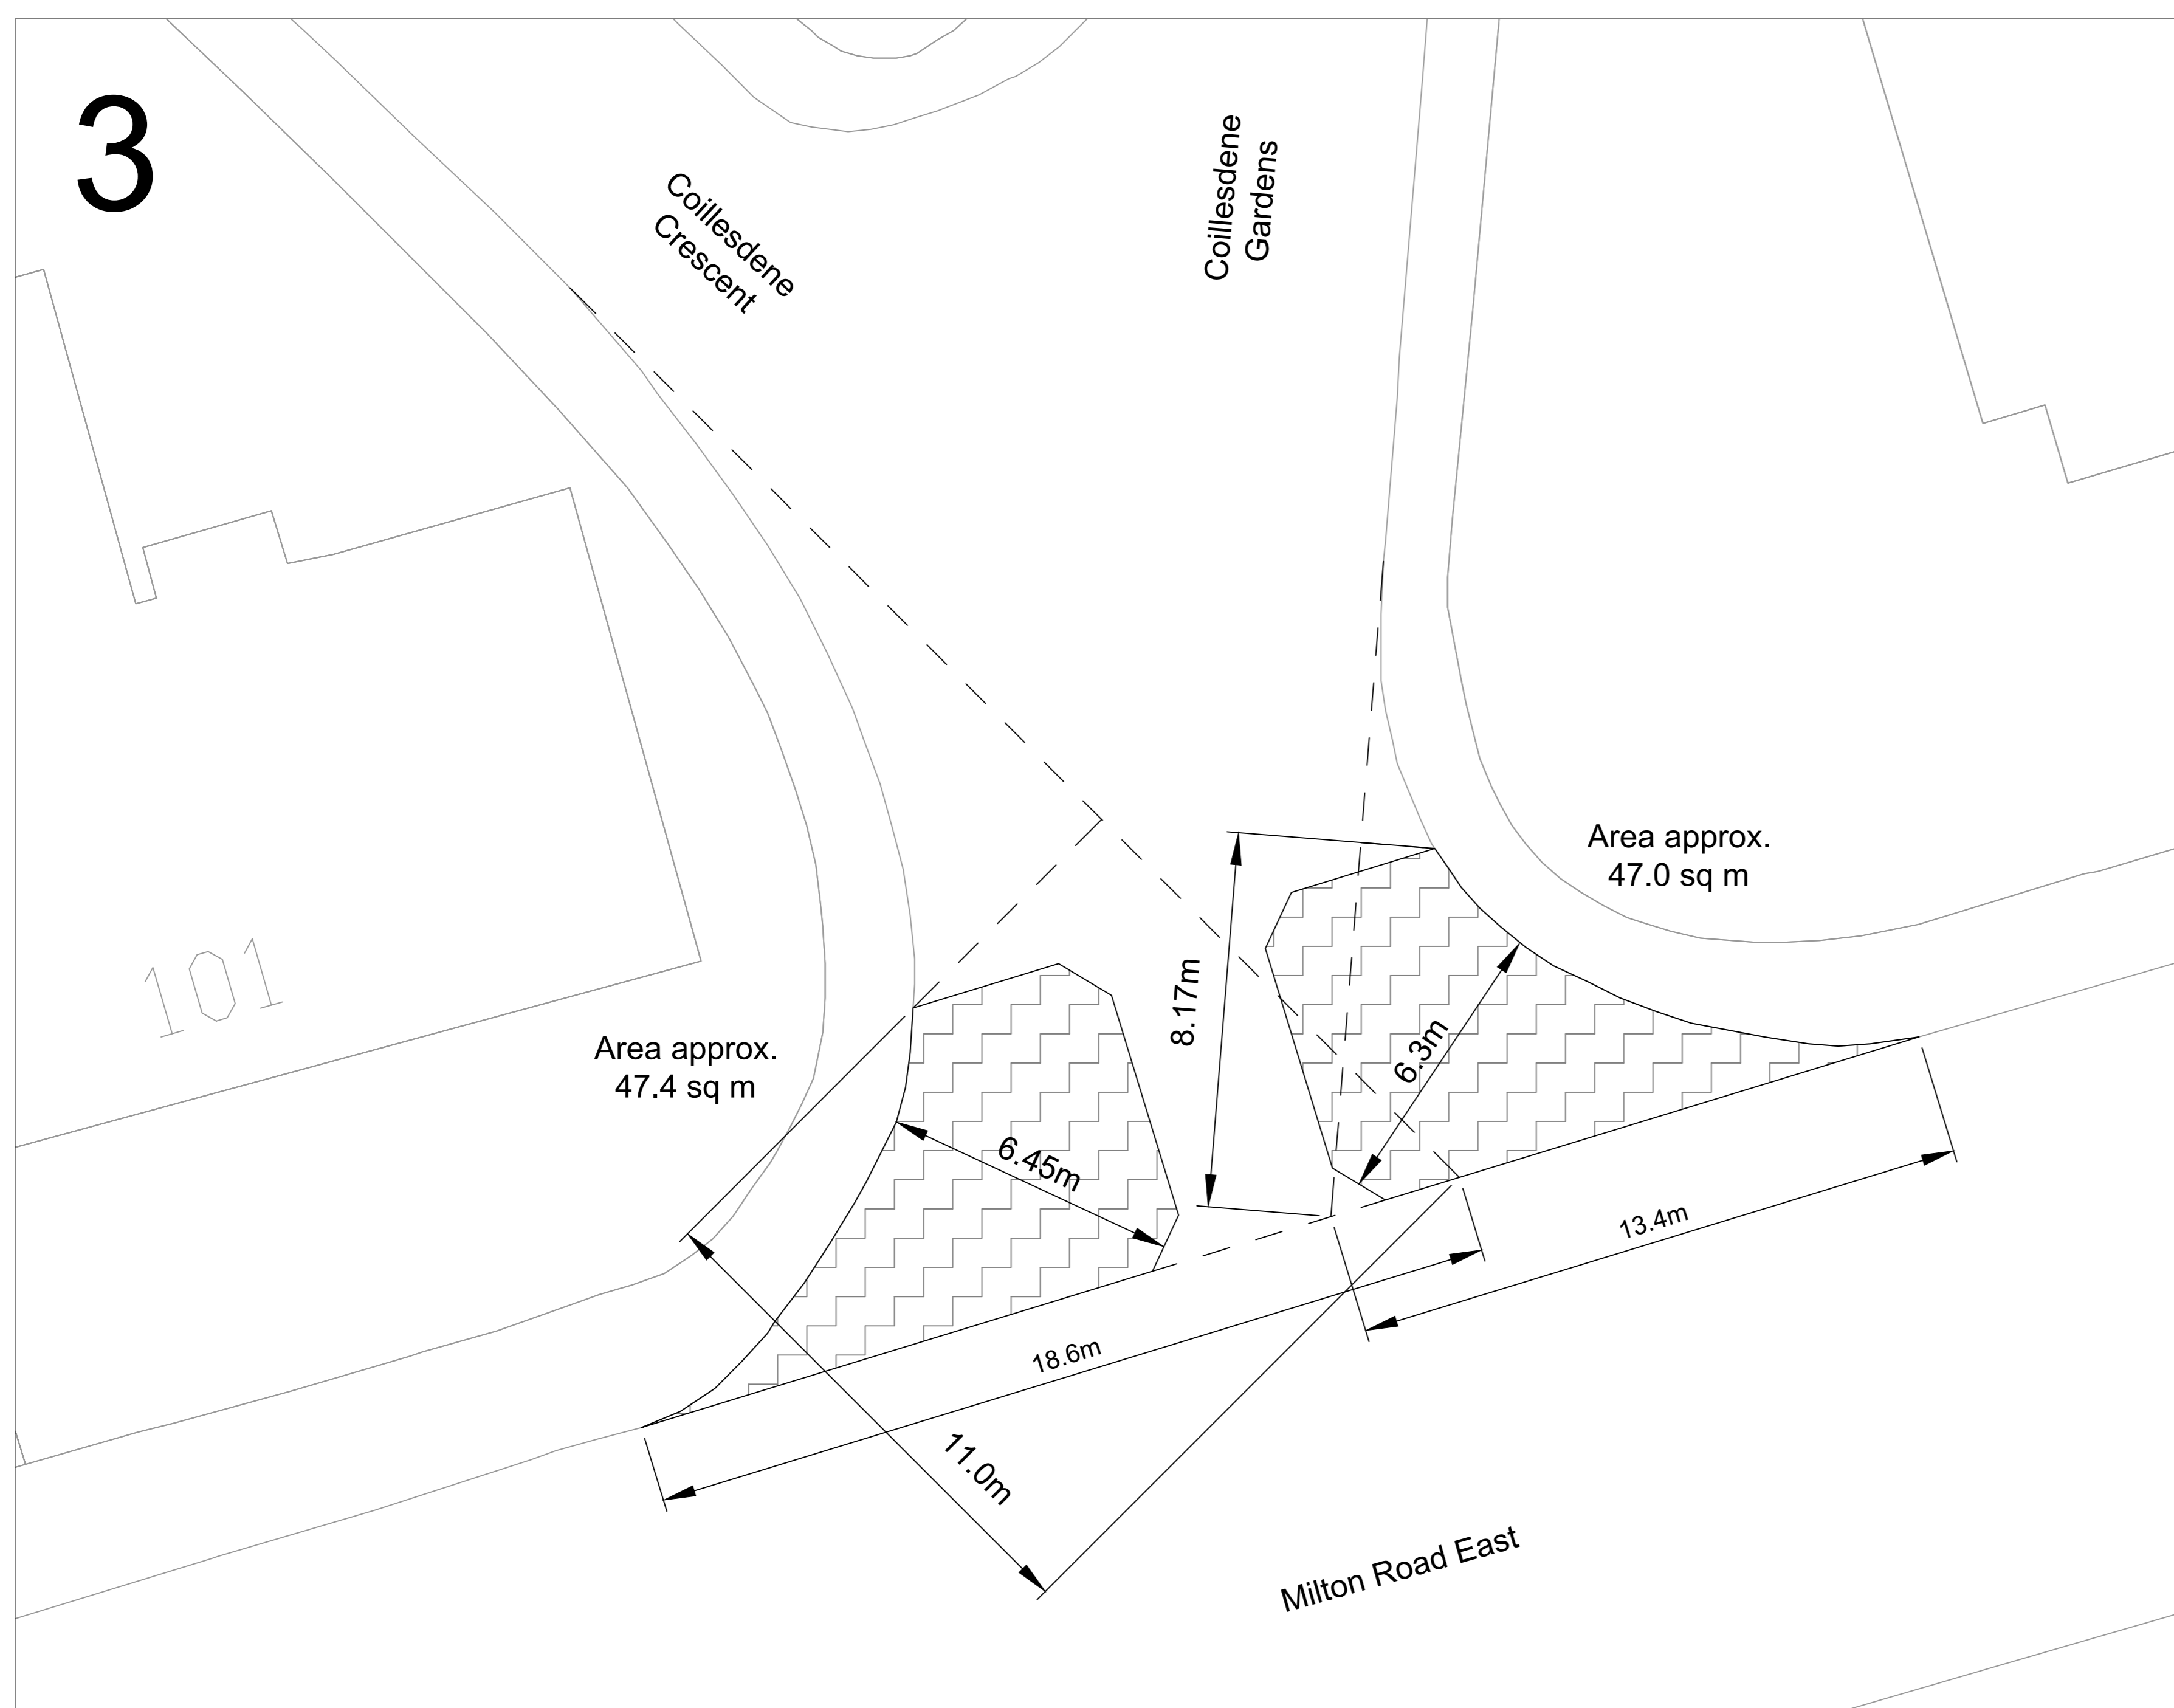 3
Coillesdene
Crescent
Coillesdene
Gardens
Area approx.
47.0 sq m
101
Area approx.
47.4 sq m
8.17m
6.3m
6.45m
13.4m
18.6m
11.0m
Milton Road East